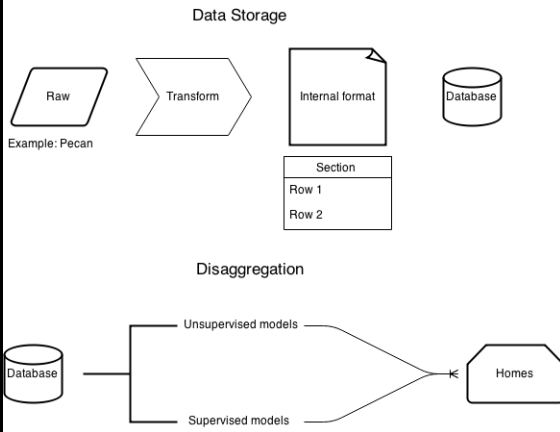 Data Storage
Raw
Transform
Internal format
Database
Example: Pecan
Section
Row 1
Row 2
Disaggregation
Unsupervised models
Database
Homes
Supervised models